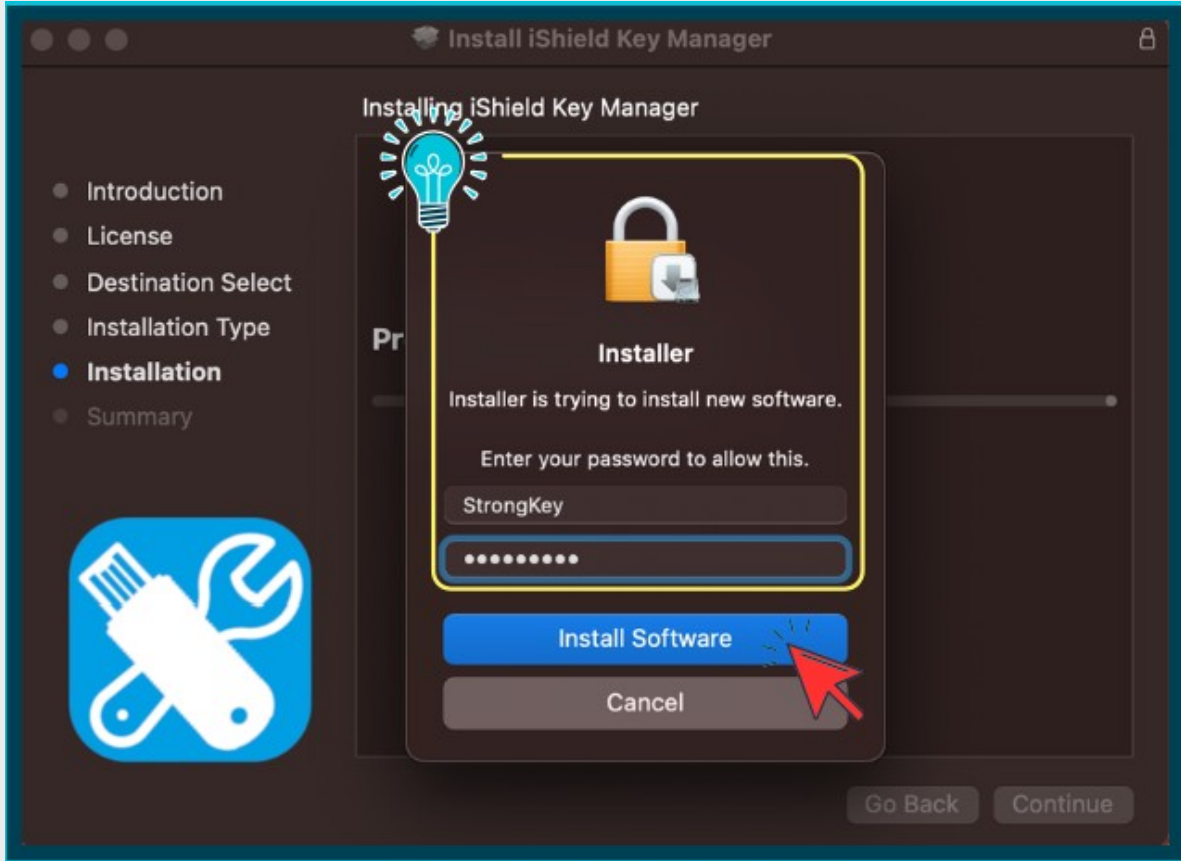 Install iShield Key Manager
Installing iShield Key Manager
Introduction
License
Destination Select
Installation Type
Installation
Summary
Pr
Installer
Installer is trying to install new software.
Enter your password to allow this.
StrongKey
•••••••••
Install Software
Cancel
Go Back
Continue